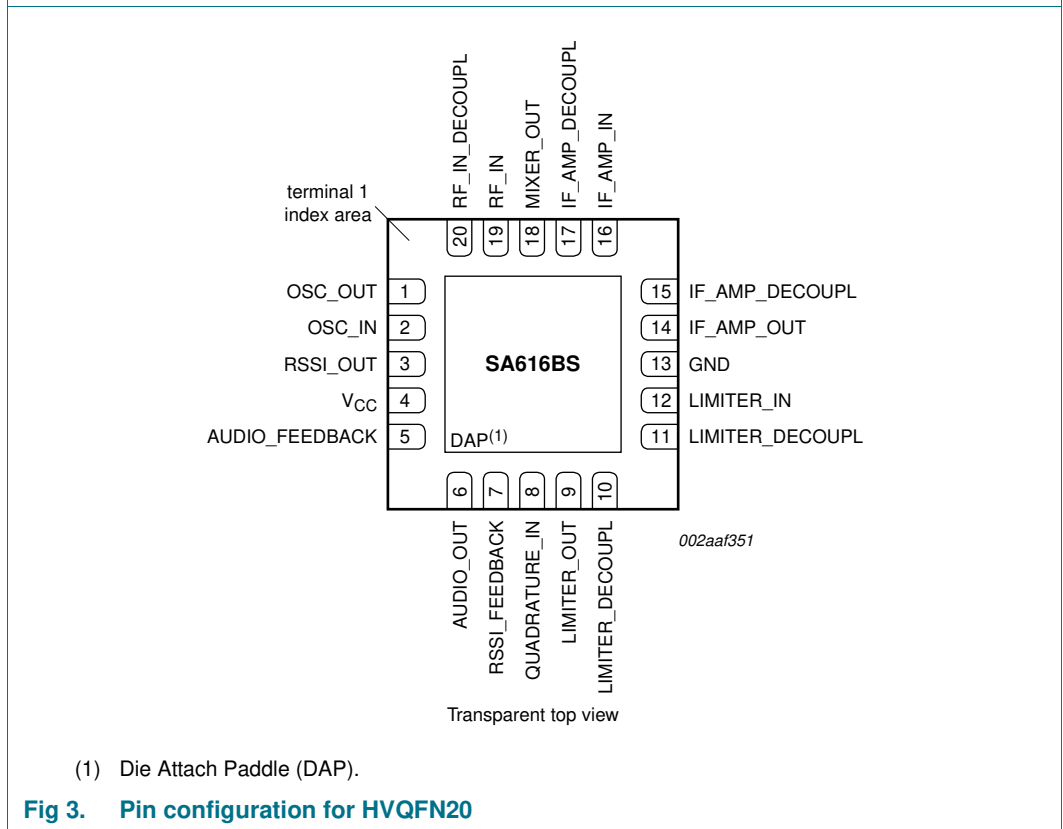 RF_IN_DECOUPL
RF_IN
MIXER_OUT
IF_AMP_DECOUPL
IF_AMP_IN
terminal 1
index area
20
19
18
17
16
OSC_OUT 1
OSC_IN 2
RSSI_OUT 3
VCC 4
AUDIO_FEEDBACK 5
SA616BS
DAP(1)
15 IF_AMP_DECOUPL
14 IF_AMP_OUT
13 GND
12 LIMITER_IN
11 LIMITER_DECOUPL
6
7
8
9
10
AUDIO_OUT
RSSI_FEEDBACK
QUADRATURE_IN
LIMITER_OUT
LIMITER_DECOUPL
002aaf351
Transparent top view
(1) Die Attach Paddle (DAP).
Fig 3. Pin configuration for HVQFN20